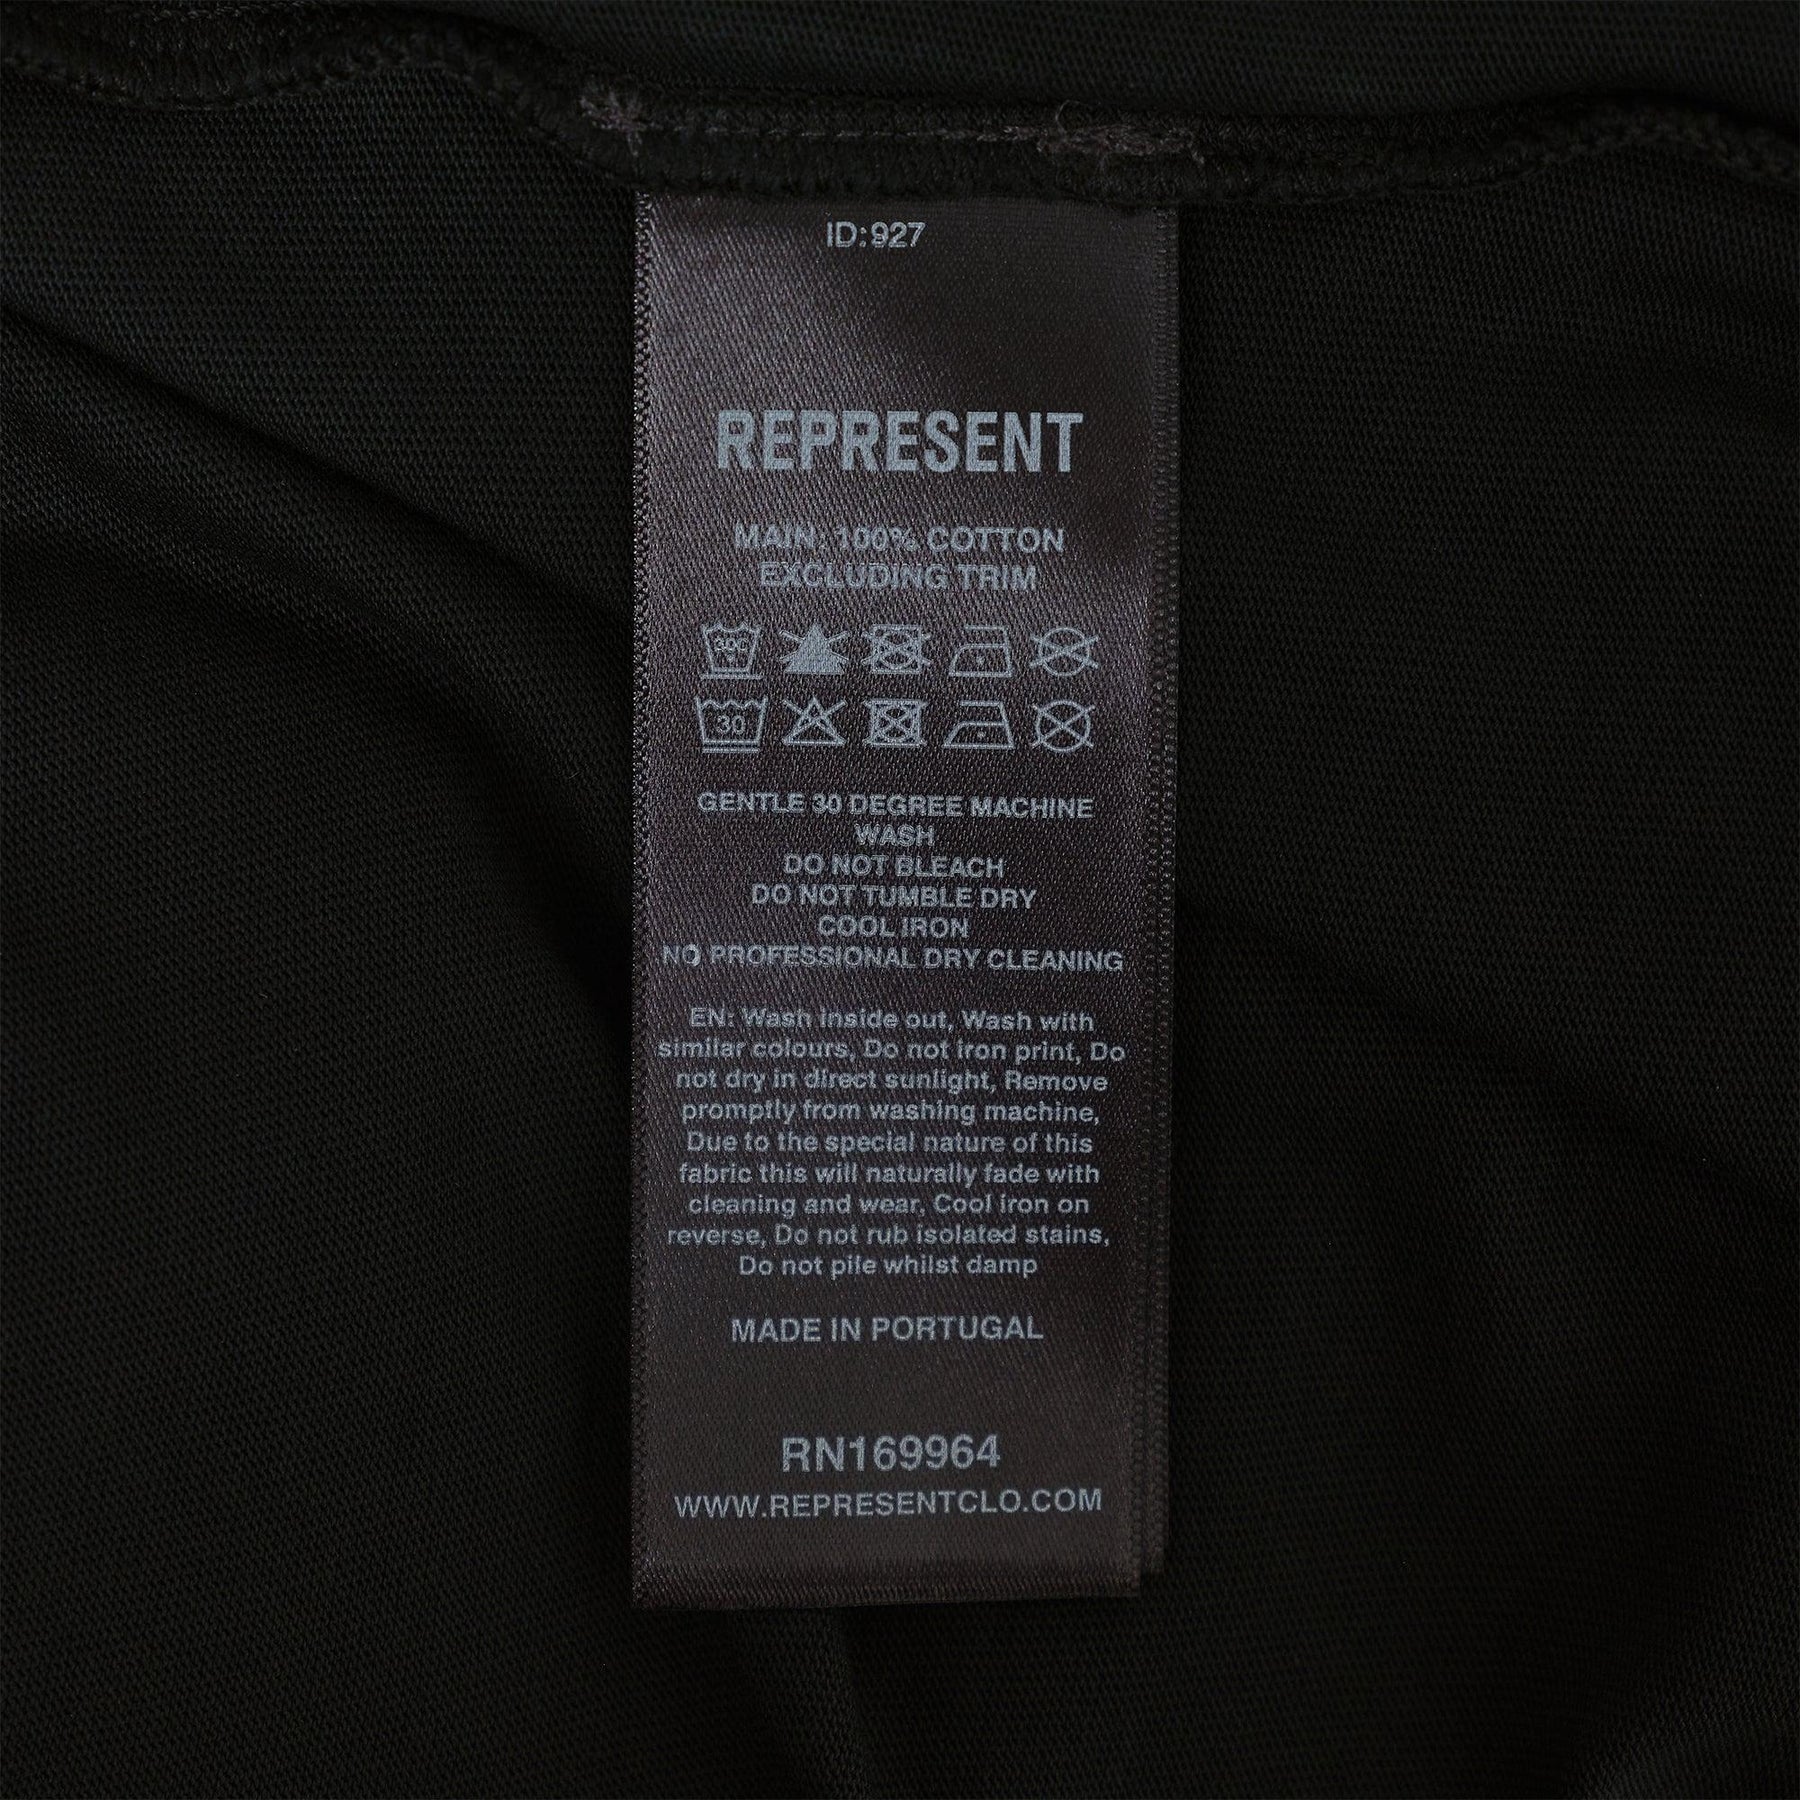 ID:927
REPRESENT
MAIN: 100% COTTON
EXCLUDING TRIM
30C
30
GENTLE 30 DEGREE MACHINE
WASH
DO NOT BLEACH
DO NOT TUMBLE DRY
COOL IRON
NO PROFESSIONAL DRY CLEANING
EN: Wash inside out, Wash with
similar colours, Do not iron print, Do
not dry in direct sunlight, Remove
promptly from washing machine,
Due to the special nature of this
fabric this will naturally fade with
cleaning and wear, Cool iron on
reverse, Do not rub isolated stains,
Do not pile whilst damp
MADE IN PORTUGAL
RN169964
WWW.REPRESENTCLO.COM